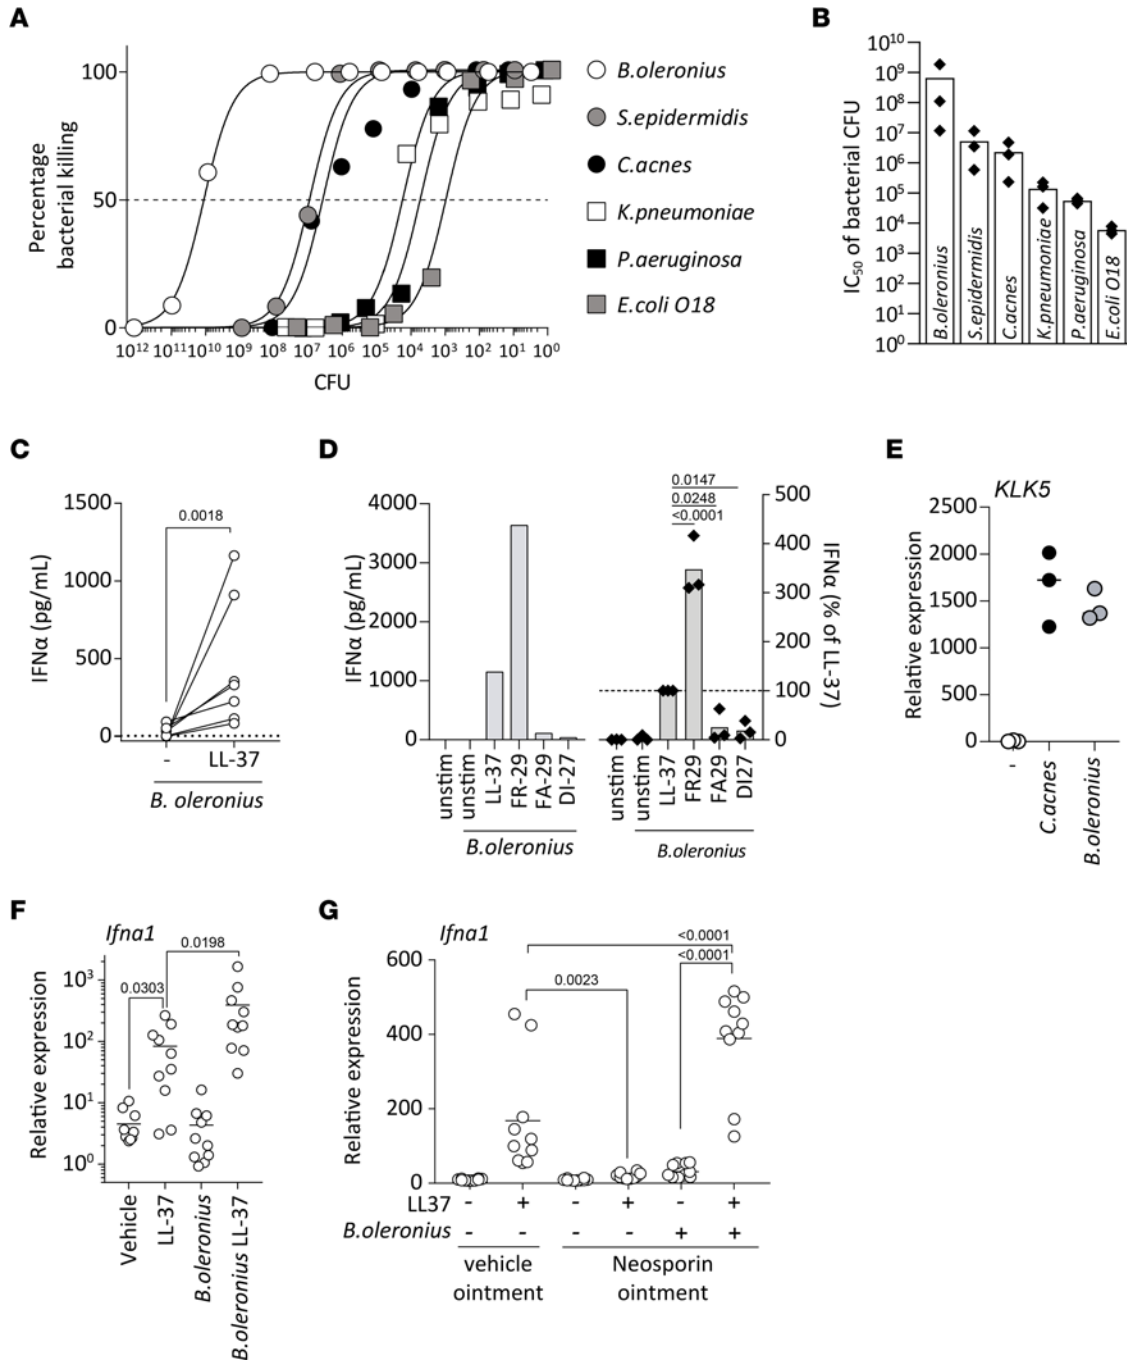 A
Percentage
bacterial killing
100
50
0
10¹² 10¹¹ 10¹⁰ 10⁹ 10⁸ 10⁷ 10⁶ 10⁵ 10⁴ 10³ 10² 10¹ 10⁰
CFU
B.oleronius
S.epidermidis
C.acnes
K.pneumoniae
P.aeruginosa
E.coli O18
B
IC₅₀ of bacterial CFU
10¹⁰
10⁹
10⁸
10⁷
10⁶
10⁵
10⁴
10³
10²
10¹
10⁰
B.oleronius
S.epidermidis
C.acnes
K.pneumoniae
P.aeruginosa
E.coli O18
C
IFNα (pg/mL)
1500
1000
500
0
0.0018
- LL-37
B. oleronius
D
IFNα (pg/mL)
4000
3000
2000
1000
0
unstim
unstim
LL-37
FR-29
FA-29
DI-27
B.oleronius
0.0147
0.0248
<0.0001
500
400
300
200
100
0
IFNα (% of LL-37)
unstim
unstim
LL-37
FR29
FA29
DI27
B.oleronius
E
KLK5
Relative expression
2500
2000
1500
1000
500
0
-
C.acnes
B.oleronius
F
Ifna1
Relative expression
10³
10²
10¹
10⁰
0.0303
0.0198
Vehicle
LL-37
B.oleronius
B.oleronius LL-37
G
Ifna1
Relative expression
600
400
200
0
<0.0001
<0.0001
0.0023
LL37 - + - + - +
B.oleronius - - - - + +
vehicle
ointment
Neosporin
ointment